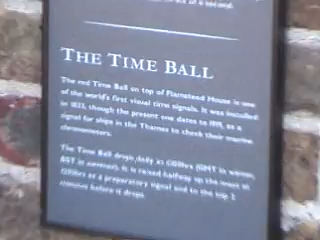 of a second.
THE TIME BALL
The red Time Ball on top of Flamsteed House is one
of the world's first visual time signals. It was installed
in 1833, though the present one dates to 1919, as a
signal for ships in the Thames to check their marine
chronometers.
The Time Ball drops daily at (GMT in winter,
BST in summer). It is raised halfway up the mast at
as a preparatory signal and to the top 2
minutes before it drops.